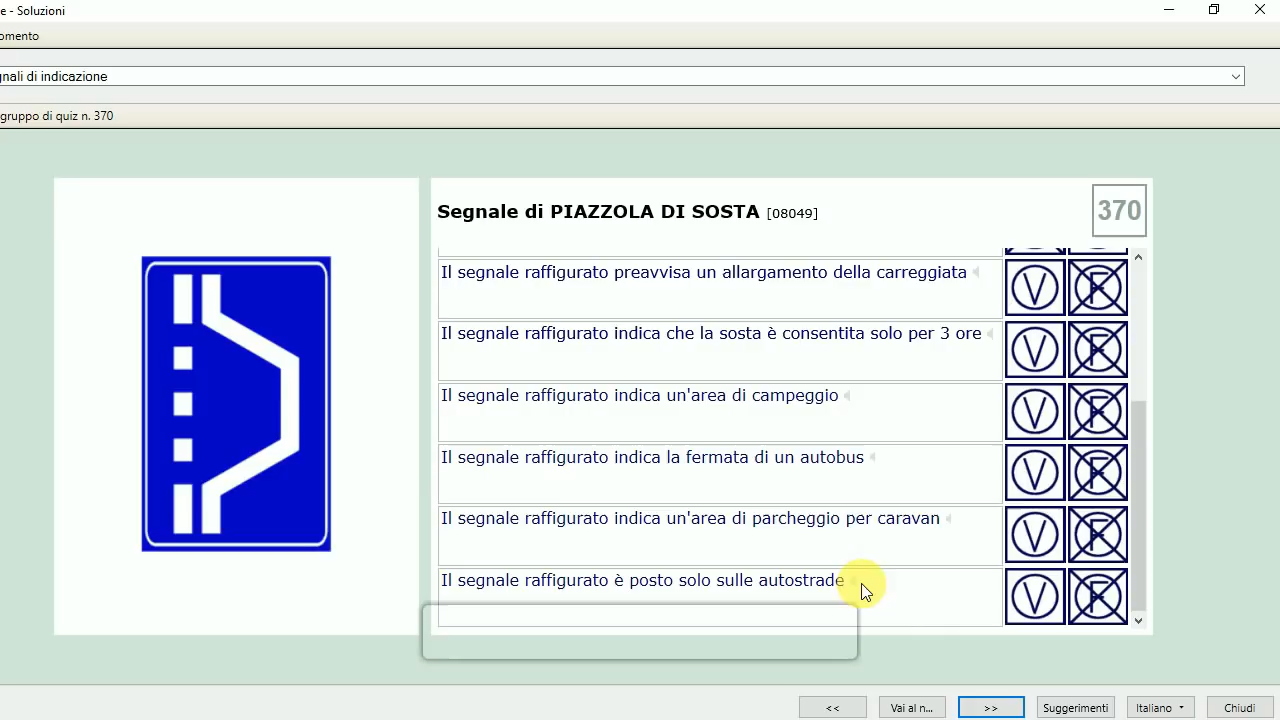 e - Soluzioni
omento
gnali di indicazione
gruppo di quiz n. 370
Segnale di PIAZZOLA DI SOSTA [08049]
370
Il segnale raffigurato preavvisa un allargamento della carreggiata
V F
Il segnale raffigurato indica che la sosta è consentita solo per 3 ore
V F
Il segnale raffigurato indica un'area di campeggio
V F
Il segnale raffigurato indica la fermata di un autobus
V F
Il segnale raffigurato indica un'area di parcheggio per caravan
V F
Il segnale raffigurato è posto solo sulle autostrade
V F
<< Vai al n... >> Suggerimenti Italiano Chiudi